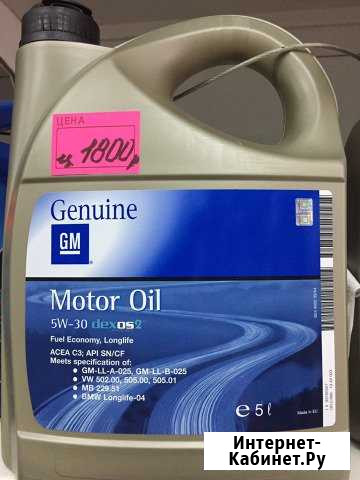 ЦЕНА
1800р
Genuine
GM
Motor Oil
5W-30 dexos2
Fuel Economy, Longlife
ACEA C3; API SN/CF
Meets specification of:
• GM-LL-A-025, GM-LL-B-025
• VW 502.00, 505.00, 505.01
• MB 229.51
• BMW Longlife-04
e 5l
Made in EU
Интернет-
Кабинет.Ру